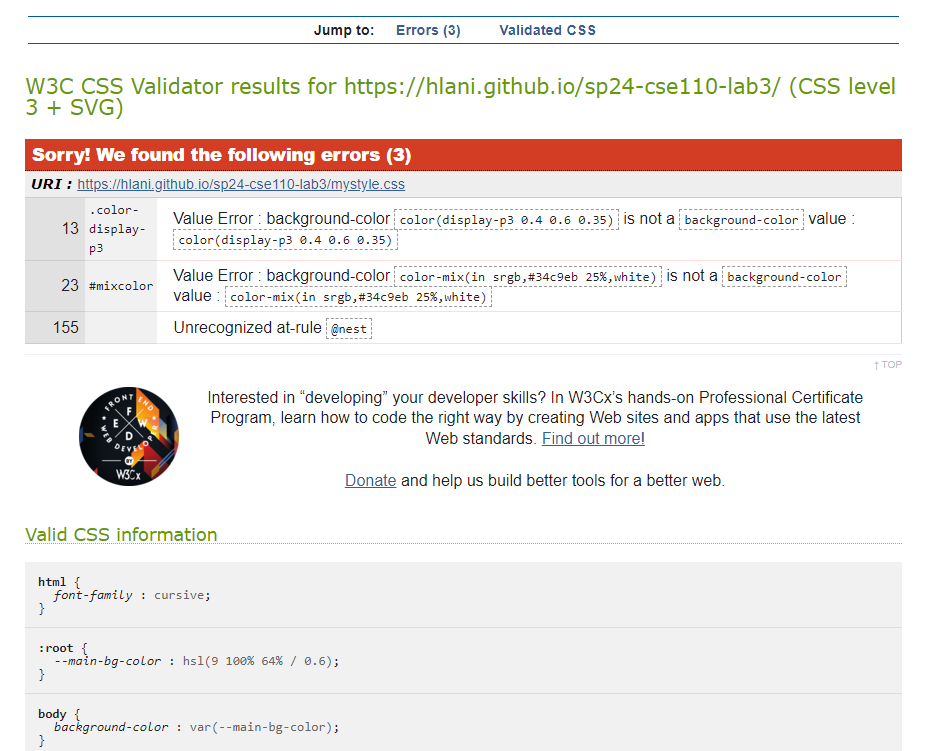 Jump to: Errors (3) Validated CSS
W3C CSS Validator results for https://hlani.github.io/sp24-cse110-lab3/ (CSS level
3 + SVG)
Sorry! We found the following errors (3)
URI : https://hlani.github.io/sp24-cse110-lab3/mystyle.css
13 .color-display-p3 Value Error : background-color color(display-p3 0.4 0.6 0.35) is not a background-color value :
color(display-p3 0.4 0.6 0.35)
23 #mixcolor Value Error : background-color color-mix(in srgb,#34c9eb 25%,white) is not a background-color
value : color-mix(in srgb,#34c9eb 25%,white)
155 Unrecognized at-rule @nest
↑ TOP
FRONT END
F
E W
D
DEVELOPER
BY
W3Cx
Interested in “developing” your developer skills? In W3Cx’s hands-on Professional Certificate
Program, learn how to code the right way by creating Web sites and apps that use the latest
Web standards. Find out more!
Donate and help us build better tools for a better web.
Valid CSS information
html {
font-family : cursive;
}
:root {
--main-bg-color : hsl(9 100% 64% / 0.6);
}
body {
background-color : var(--main-bg-color);
}